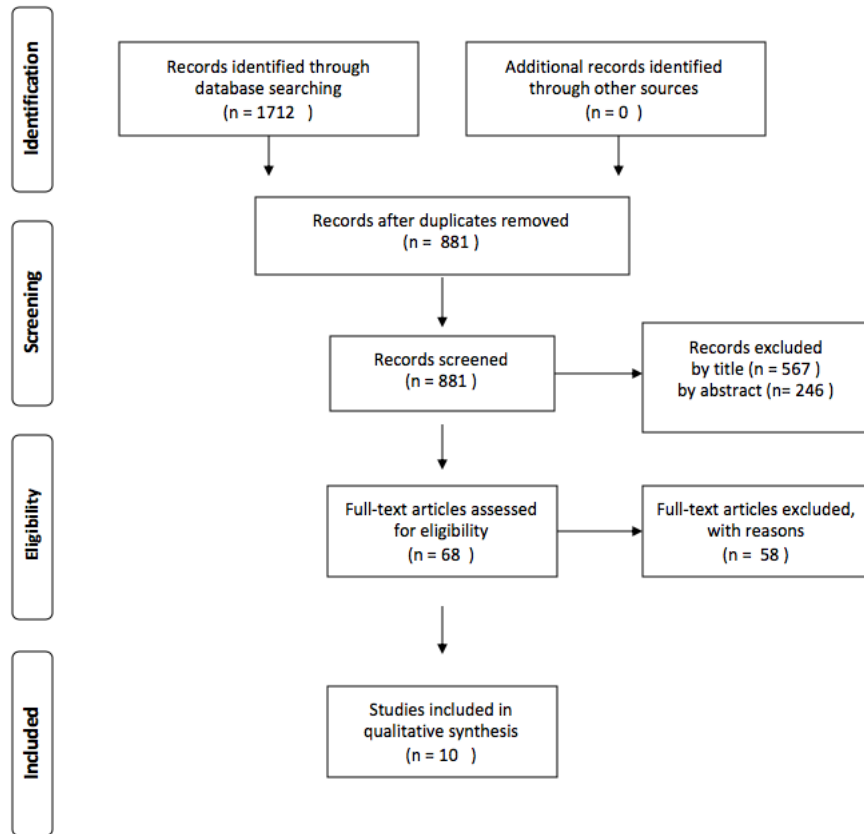 Identification
Records identified through
database searching
(n = 1712   )
Additional records identified
through other sources
(n = 0   )
Screening
Records after duplicates removed
(n =  881)
Records screened
(n = 881)
Records excluded
by title (n = 567 )
by abstract (n= 246 )
Eligibility
Full-text articles assessed
for eligibility
(n = 68   )
Full-text articles excluded,
with reasons
(n =  58 )
Included
Studies included in
qualitative synthesis
(n = 10   )